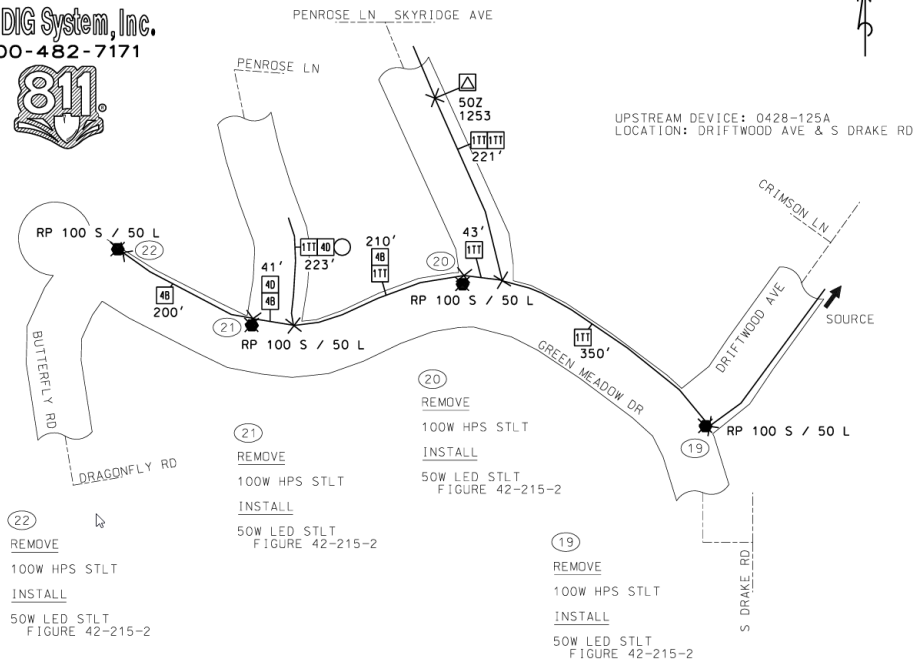 DIG System, Inc.
00-482-7171
811
PENROSE LN SKYRIDGE AVE
PENROSE LN
50Z
1253
1TT 1TT
221'
UPSTREAM DEVICE: 0428-125A
LOCATION: DRIFTWOOD AVE & S DRAKE RD
CRIMSON LN
RP 100 S / 50 L
22
1TT 4D
223'
210'
4B
1TT
43'
1TT
20
RP 100 S / 50 L
41'
4D
4B
4B
200'
21
RP 100 S / 50 L
DRIFTWOOD AVE
SOURCE
1TT
350'
GREEN MEADOW DR
BUTTERFLY RD
RP 100 S / 50 L
19
DRAGONFLY RD
20
REMOVE
100W HPS STLT
INSTALL
50W LED STLT
FIGURE 42-215-2
21
REMOVE
100W HPS STLT
INSTALL
50W LED STLT
FIGURE 42-215-2
22
REMOVE
100W HPS STLT
INSTALL
50W LED STLT
FIGURE 42-215-2
19
REMOVE
100W HPS STLT
INSTALL
50W LED STLT
FIGURE 42-215-2
S DRAKE RD